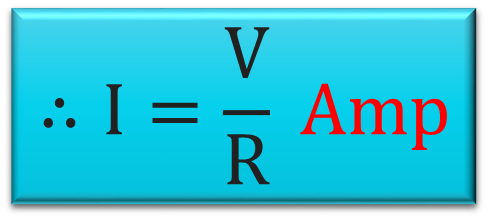 ∴ I = V/R Amp